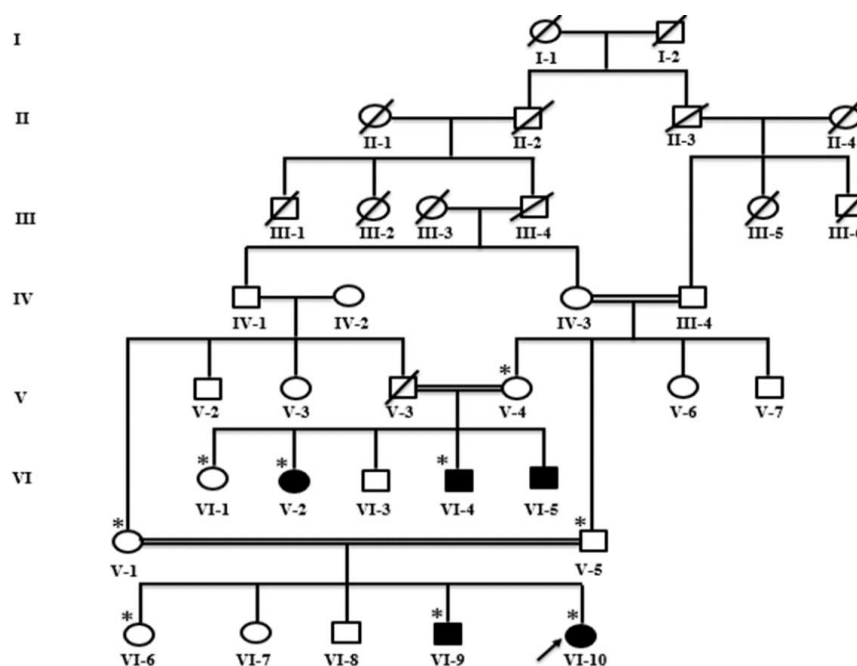 I
I-1 I-2
II
II-1 II-2 II-3 II-4
III
III-1 III-2 III-3 III-4 III-5 III-6
IV
IV-1 IV-2 IV-3 III-4
*
V
V-2 V-3 V-3 V-4 V-6 V-7
* * *
VI
VI-1 V-2 VI-3 VI-4 VI-5
* *
V-1 V-5
* * *
VI-6 VI-7 VI-8 VI-9 VI-10